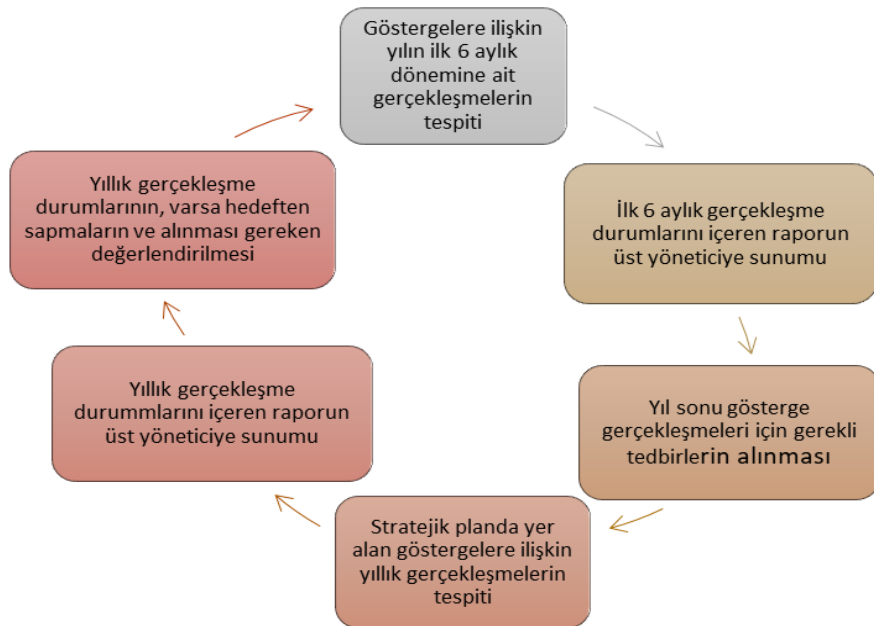 Göstergelere ilişkin
yılın ilk 6 aylık
dönemine ait
gerçekleşmelerin
tespiti
İlk 6 aylık gerçekleşme
durumlarını içeren raporun
üst yöneticiye sunumu
Yıl sonu gösterge
gerçekleşmeleri için gerekli
tedbirlerin alınması
Stratejik planda yer
alan göstergelere ilişkin
yıllık gerçekleşmelerin
tespiti
Yıllık gerçekleşme
durummlarını içeren raporun
üst yöneticiye sunumu
Yıllık gerçekleşme
durumlarının, varsa hedeften
sapmaların ve alınması gereken
değerlendirilmesi